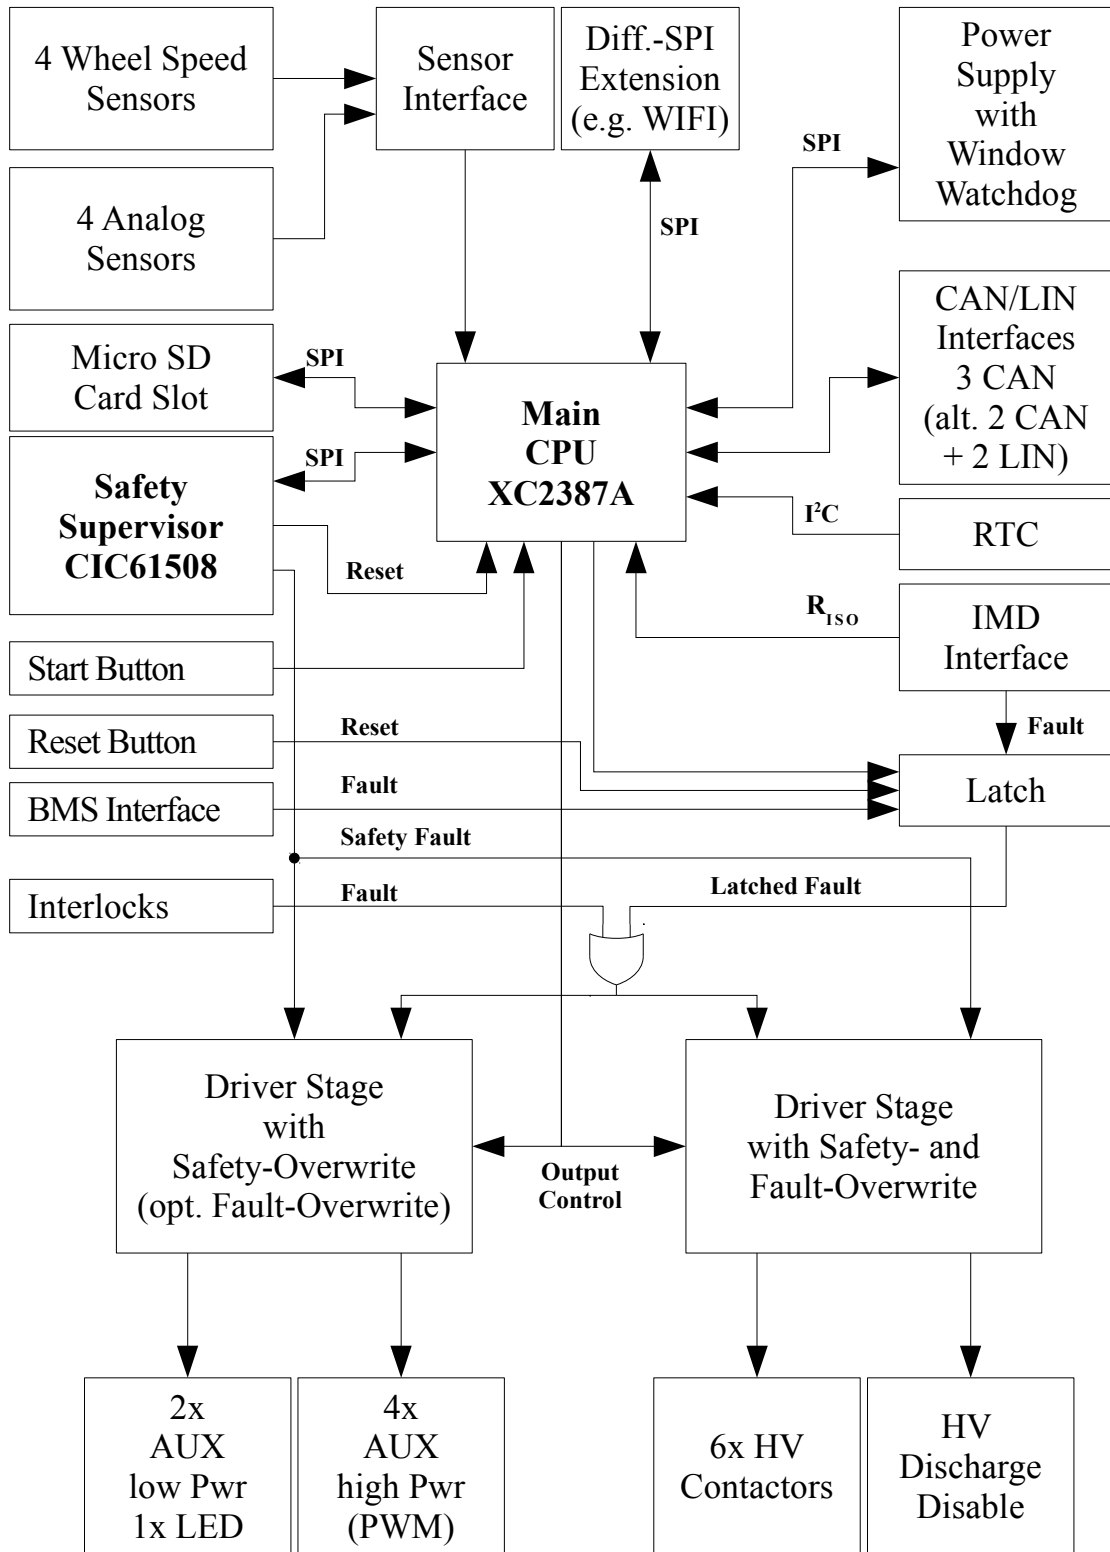 4 Wheel Speed
Sensors
Sensor
Interface
Diff.-SPI
Extension
(e.g. WIFI)
Power
Supply
with
Window
Watchdog
SPI
4 Analog
Sensors
SPI
CAN/LIN
Interfaces
3 CAN
(alt. 2 CAN
+ 2 LIN)
Micro SD
Card Slot
SPI
Main
CPU
XC2387A
Safety
Supervisor
CIC61508
SPI
Reset
I²C
RTC
R_ISO
IMD
Interface
Start Button
Fault
Reset Button
Reset
Latch
BMS Interface
Fault
Safety Fault
Interlocks
Fault
Latched Fault
Driver Stage
with
Safety-Overwrite
(opt. Fault-Overwrite)
Output
Control
Driver Stage
with Safety- and
Fault-Overwrite
2x
AUX
low Pwr
1x LED
4x
AUX
high Pwr
(PWM)
6x HV
Contactors
HV
Discharge
Disable